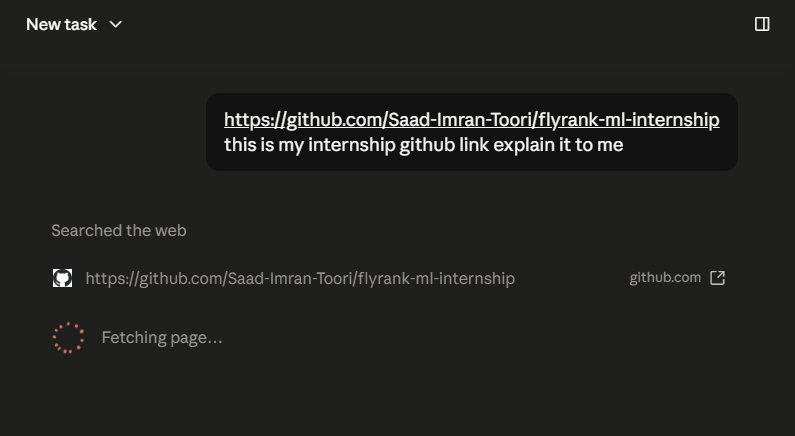 New task
https://github.com/Saad-Imran-Toori/flyrank-ml-internship
this is my internship github link explain it to me
Searched the web
https://github.com/Saad-Imran-Toori/flyrank-ml-internship github.com
Fetching page...